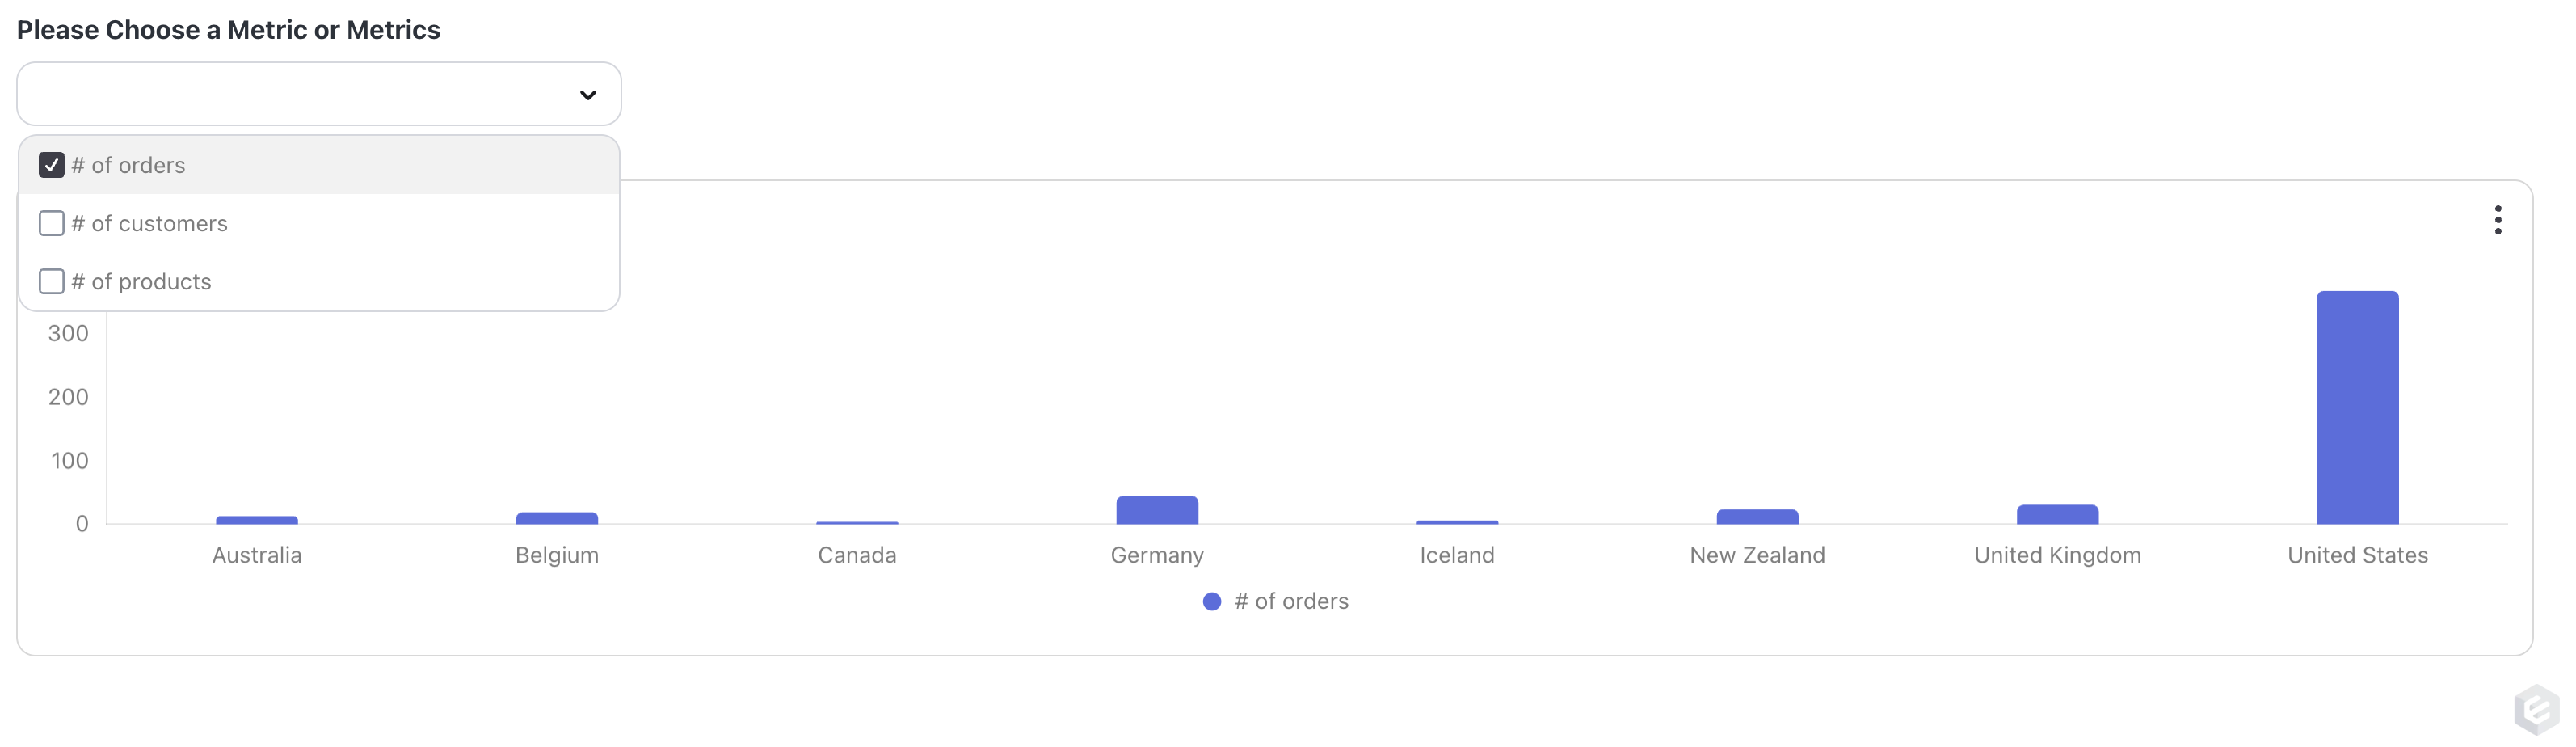 Please Choose a Metric or Metrics
# of orders
# of customers
# of products
300
200
100
0
Australia Belgium Canada Germany Iceland New Zealand United Kingdom United States
# of orders